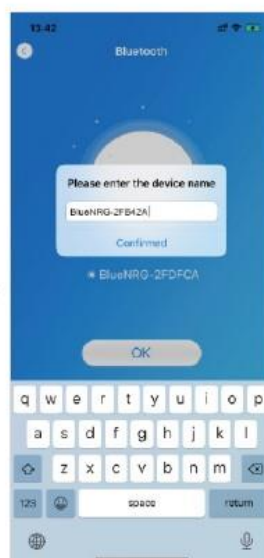 13:42
Bluetooth
Please enter the device name
BlueNRG-2FB42A
Confirmed
BlueNRG-2FDFCA
OK
q w e r t y u i o p
a s d f g h j k l
z x c v b n m
123 space return